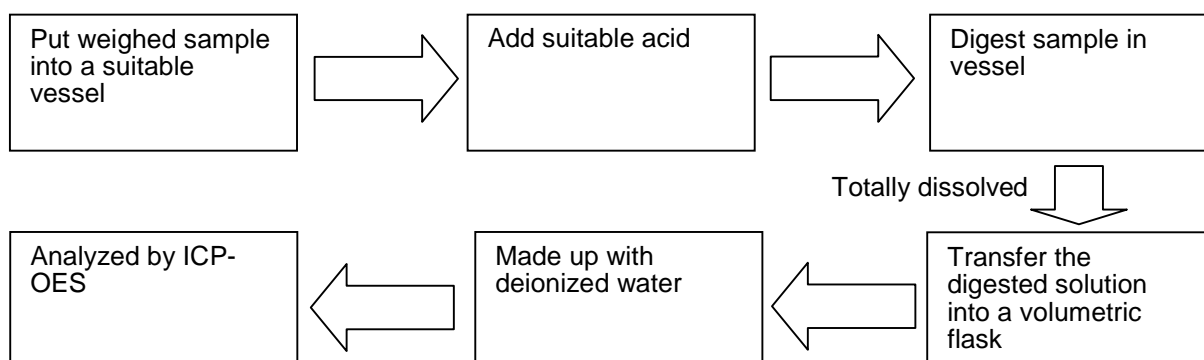 Put weighed sample
into a suitable
vessel
Add suitable acid
Digest sample in
vessel
Totally dissolved
Transfer the
digested solution
into a volumetric
flask
Made up with
deionized water
Analyzed by ICP-
OES